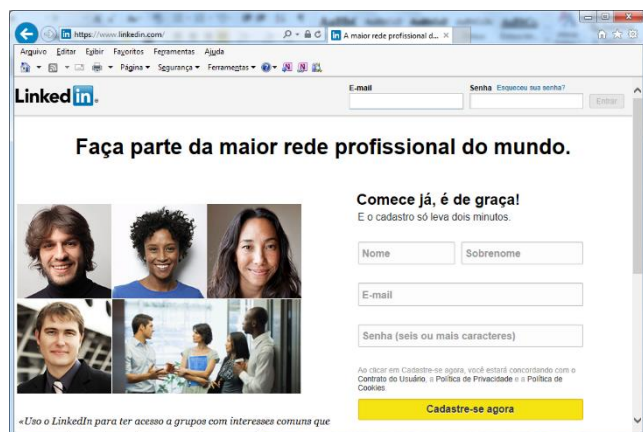 https://www.linkedin.com/
A maior rede profissional d...
Arquivo Editar Exibir Favoritos Ferramentas Ajuda
Página Segurança Ferramentas
Linked in.
E-mail
Senha Esqueceu sua senha?
Entrar
Faça parte da maior rede profissional do mundo.
Comece já, é de graça!
E o cadastro só leva dois minutos.
Nome Sobrenome
E-mail
Senha (seis ou mais caracteres)
Ao clicar em Cadastre-se agora, você estará concordando com o
Contrato do Usuário, a Política de Privacidade e a Política de
Cookies.
Cadastre-se agora
«Uso o LinkedIn para ter acesso a grupos com interesses comuns que